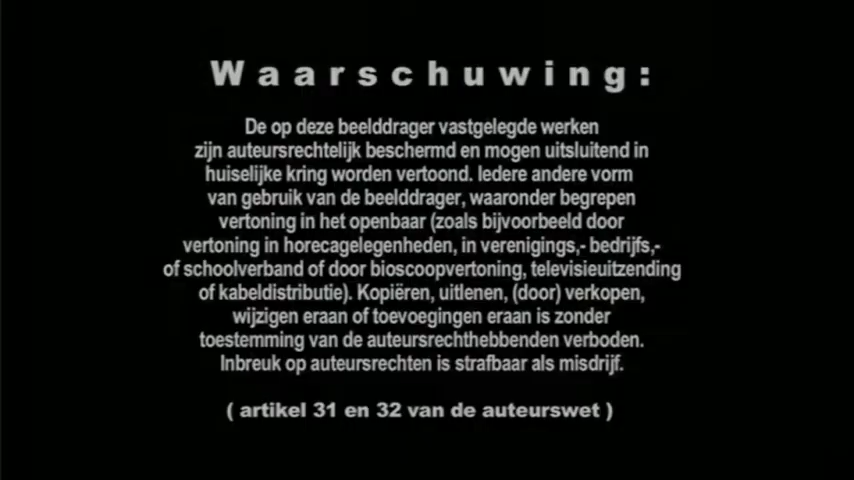 Waarschuwing:
De op deze beelddrager vastgelegde werken
zijn auteursrechtelijk beschermd en mogen uitsluitend in
huiselijke kring worden vertoond. Iedere andere vorm
van gebruik van de beelddrager, waaronder begrepen
vertoning in het openbaar (zoals bijvoorbeeld door
vertoning in horecagelegenheden, in verenigings,- bedrijfs,-
of schoolverband of door bioscoopvertoning, televisieuitzending
of kabeldistributie). Kopiëren, uitlenen, (door) verkopen,
wijzigen eraan of toevoegingen eraan is zonder
toestemming van de auteursrechthebbenden verboden.
Inbreuk op auteursrechten is strafbaar als misdrijf.
( artikel 31 en 32 van de auteurswet )